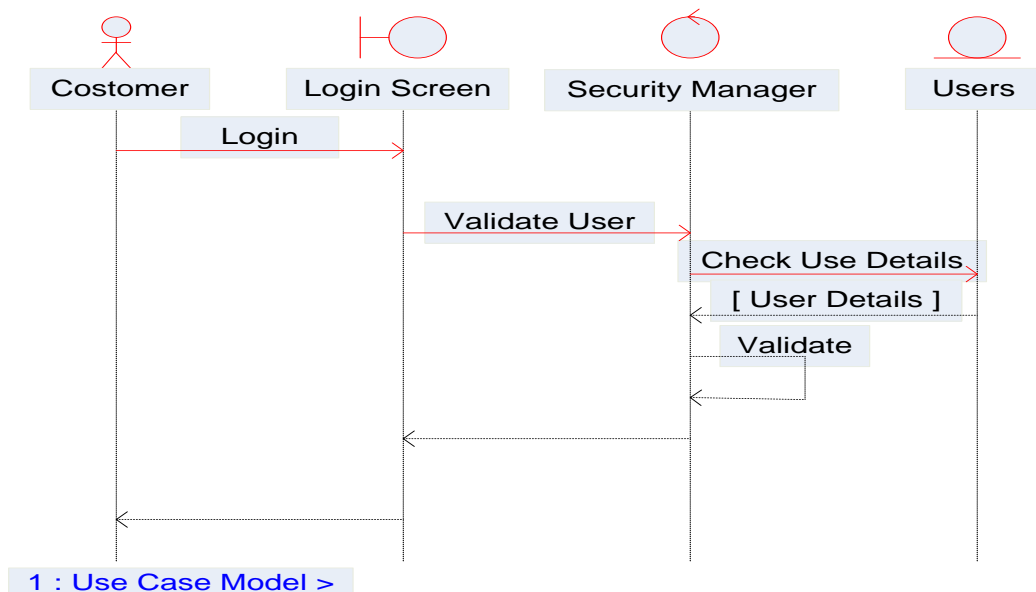 Costomer
Login Screen
Security Manager
Users
Login
Validate User
Check Use Details
[ User Details ]
Validate
1 : Use Case Model >